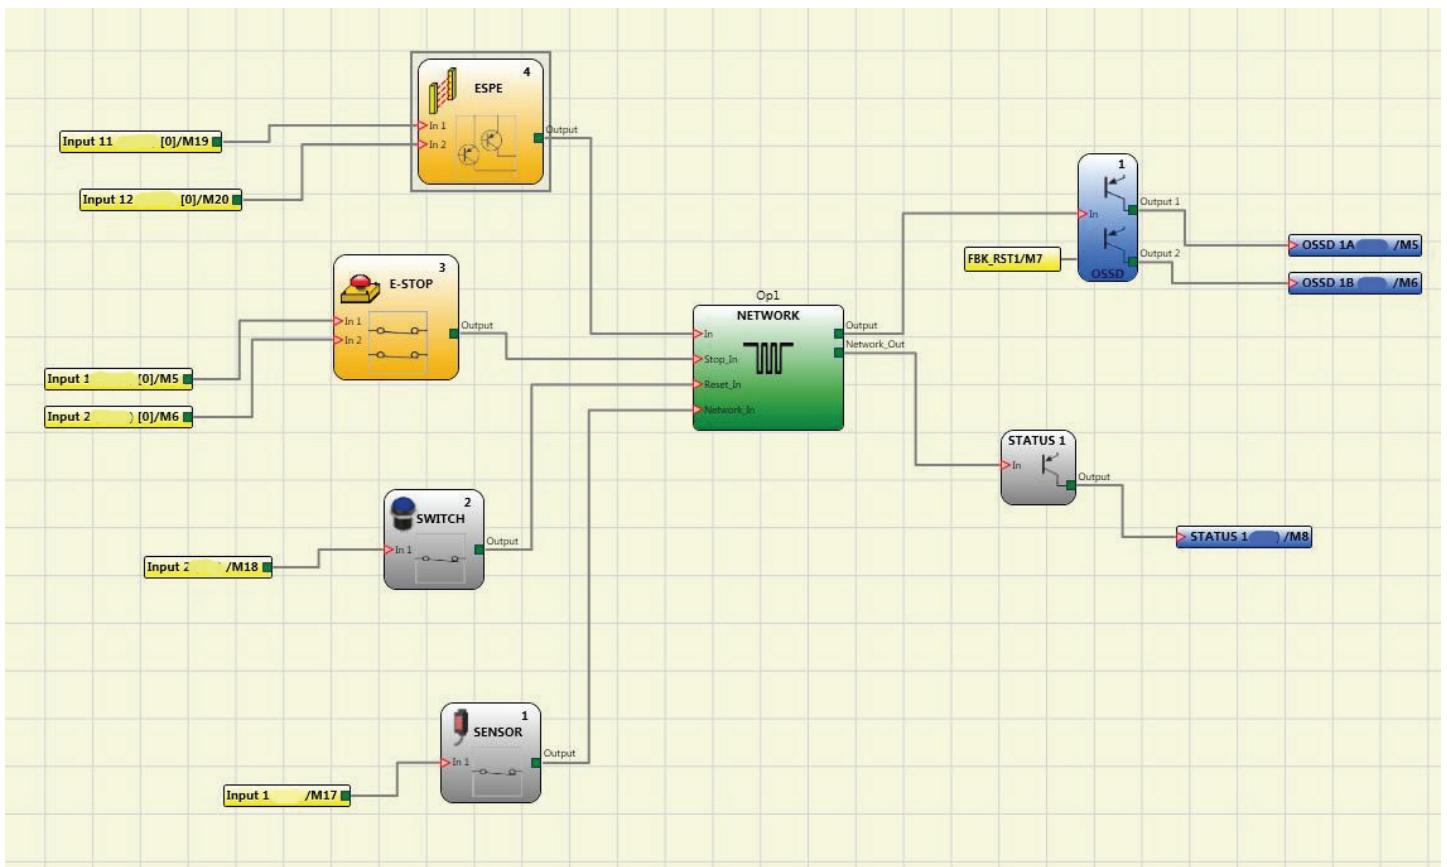 4
ESPE
In 1
In 2
Output
Input 11 [0]/M19
Input 12 [0]/M20
3
E-STOP
In 1
In 2
Output
Input 1 [0]/M5
Input 2 ) [0]/M6
2
SWITCH
In 1
Output
Input 2 /M18
1
SENSOR
In 1
Output
Input 1 /M17
Op1
NETWORK
In
Stop_In
Reset_In
Network_In
Output
Network_Out
1
In
Output 1
Output 2
OSSD
FBK_RST1/M7
OSSD 1A /M5
OSSD 1B /M6
STATUS 1
In
Output
STATUS 1 ) /M8